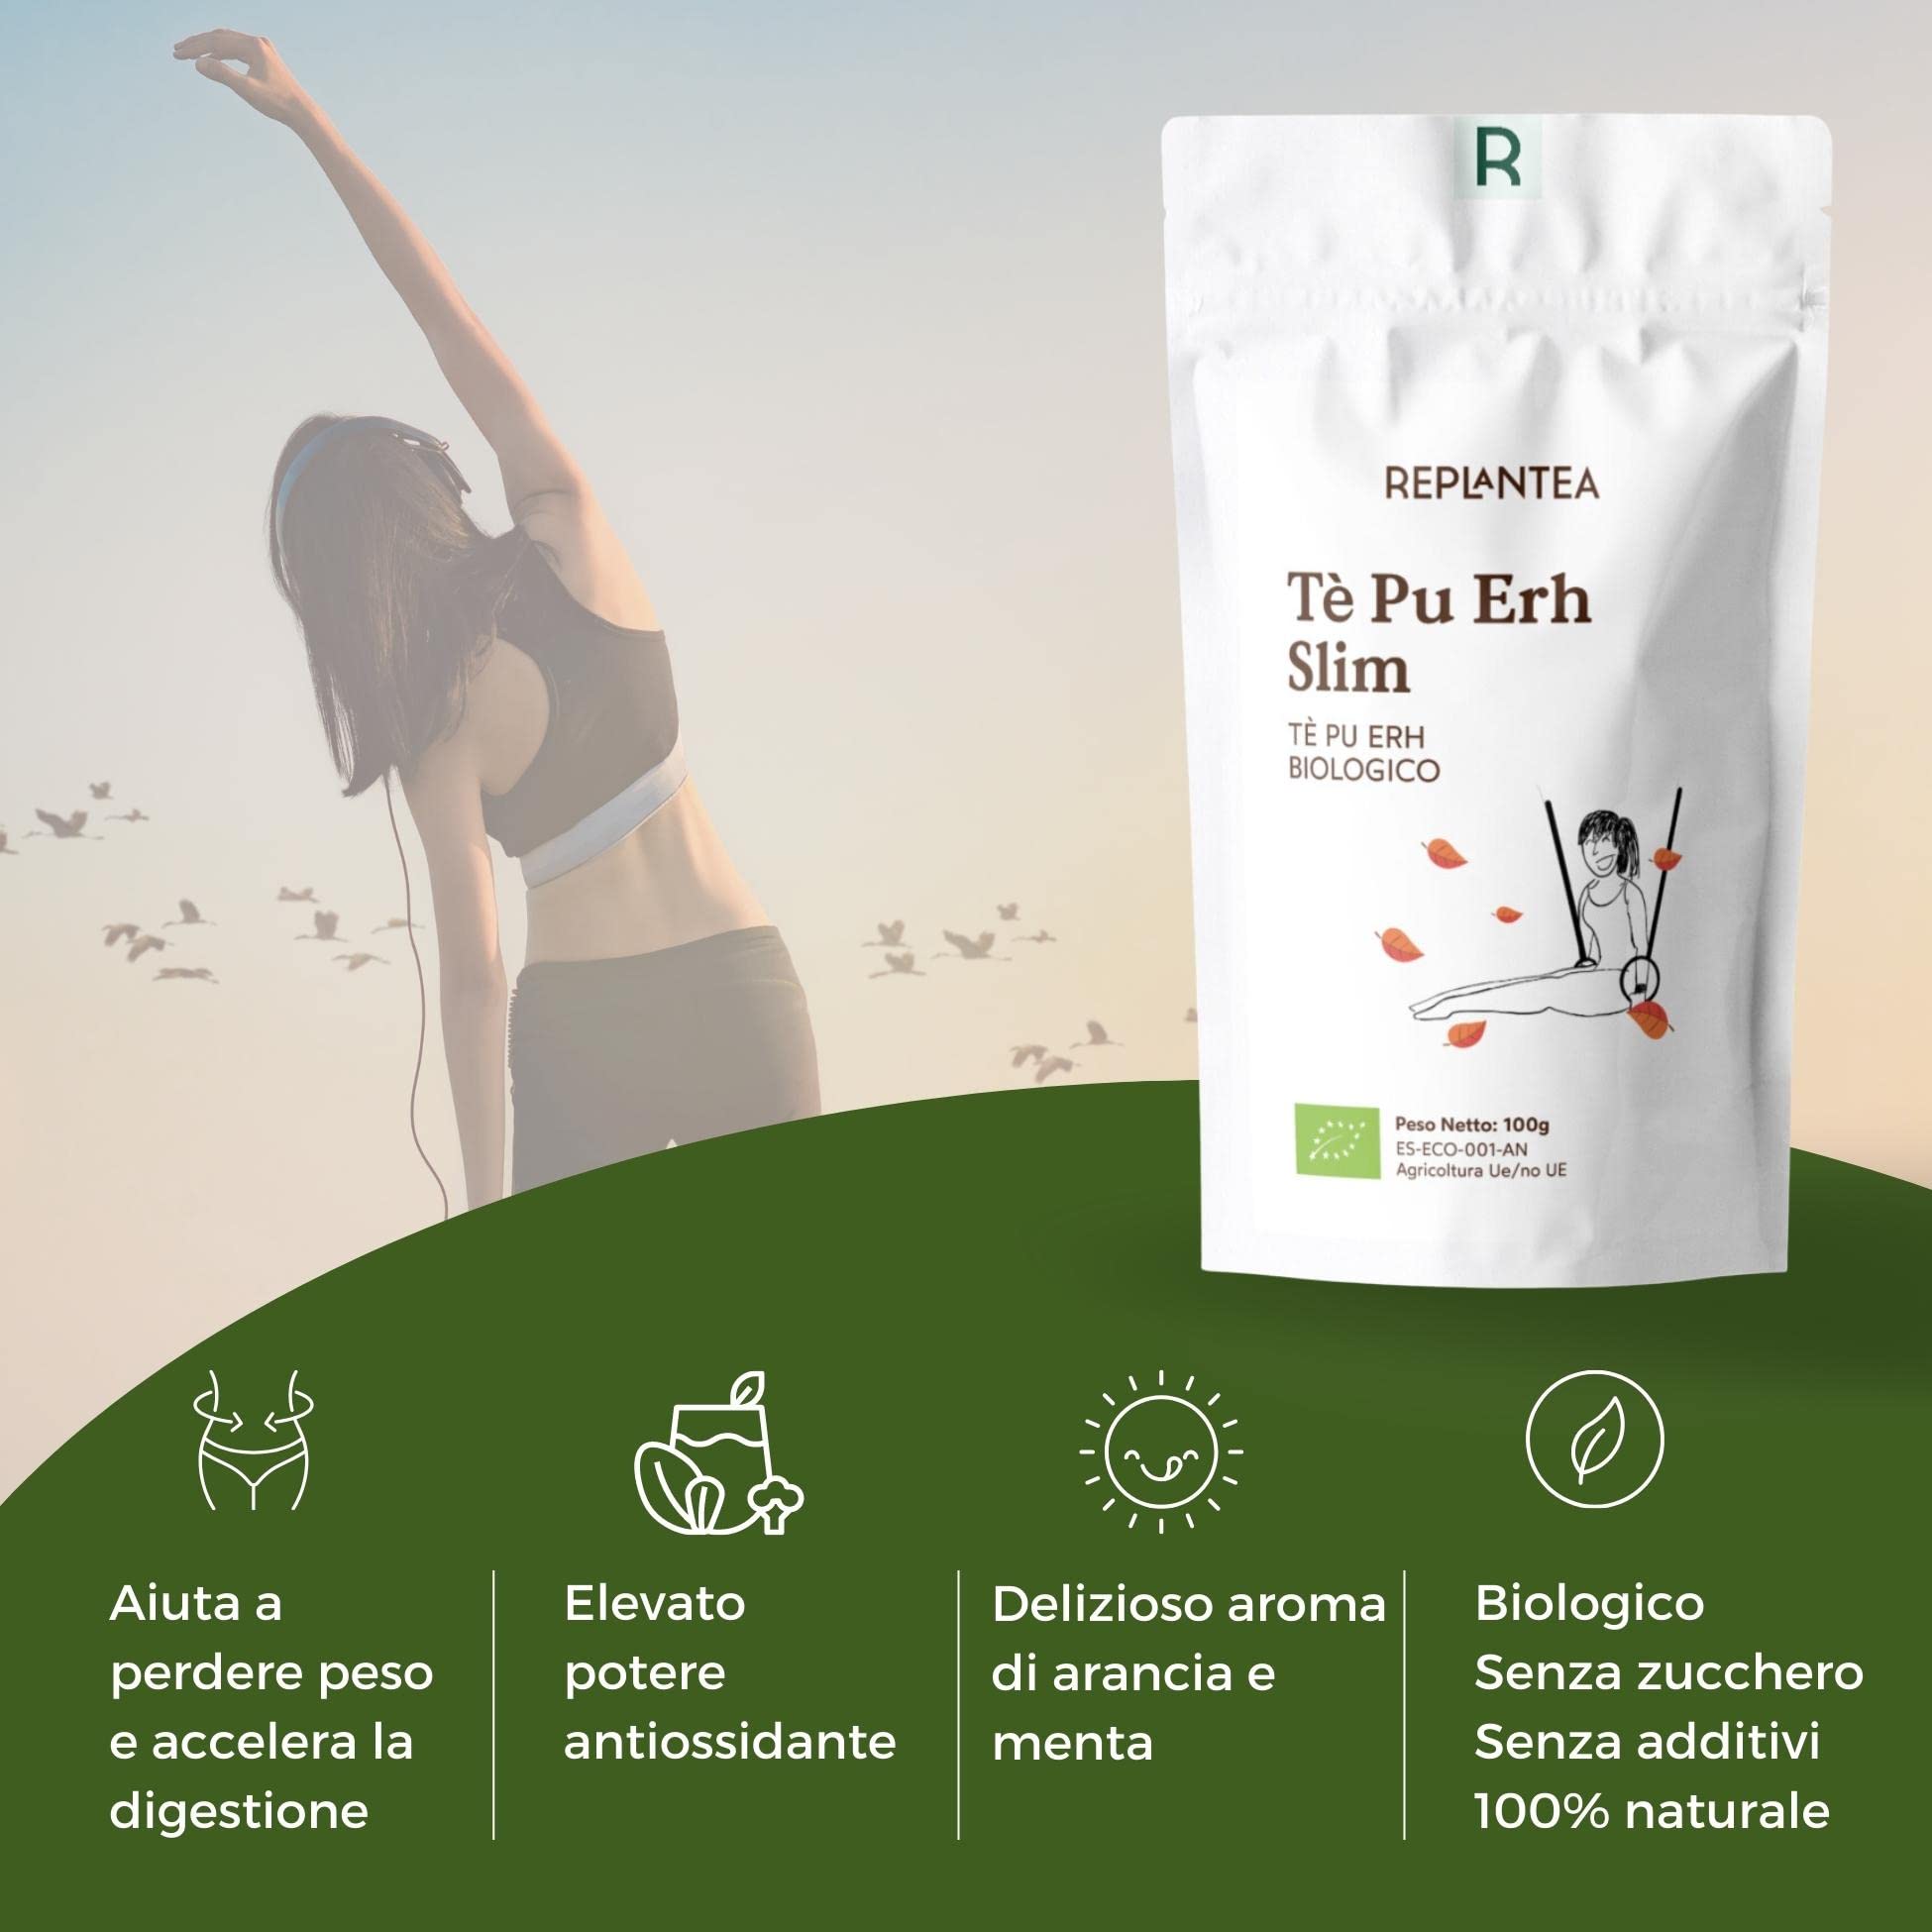 R
REPLANTEA
Tè Pu Erh
Slim
TÈ PU ERH
BIOLOGICO
Peso Netto: 100g
ES-ECO-001-AN
Agricoltura Ue/no UE
Aiuta a
perdere peso
e accelera la
digestione
Elevato
potere
antiossidante
Delizioso aroma
di arancia e
menta
Biologico
Senza zucchero
Senza additivi
100% naturale